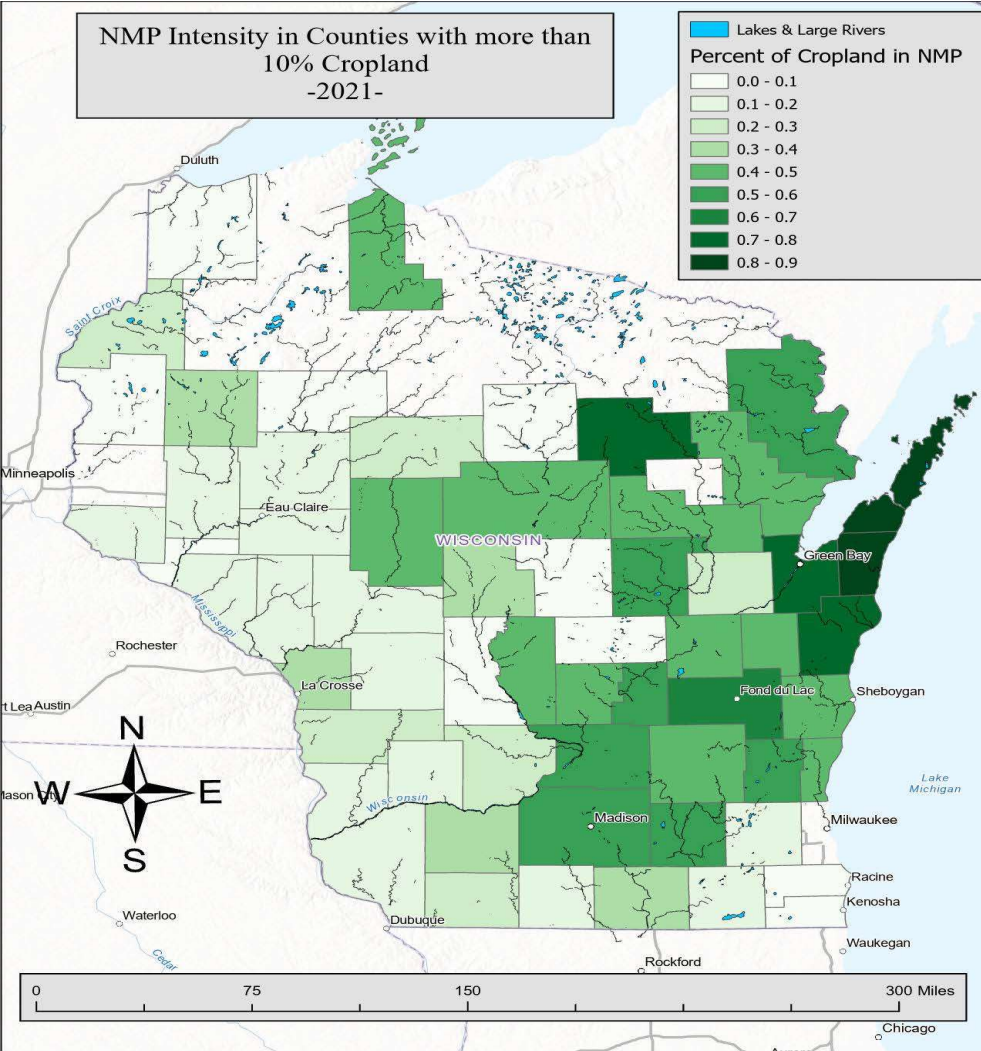 NMP Intensity in Counties with more than
10% Cropland
-2021-
Lakes & Large Rivers
Percent of Cropland in NMP
0.0 - 0.1
0.1 - 0.2
0.2 - 0.3
0.3 - 0.4
0.4 - 0.5
0.5 - 0.6
0.6 - 0.7
0.7 - 0.8
0.8 - 0.9
Duluth
Saint Croix
Minneapolis
Eau Claire
WISCONSIN
Green Bay
Mississippi
Rochester
La Crosse
Fond du Lac
Sheboygan
t Lea
Austin
N
W
E
S
Mason City
Wisconsin
Lake
Michigan
Madison
Milwaukee
Racine
Kenosha
Waterloo
Dubuque
Cedar
Waukegan
Rockford
0
75
150
300 Miles
Chicago